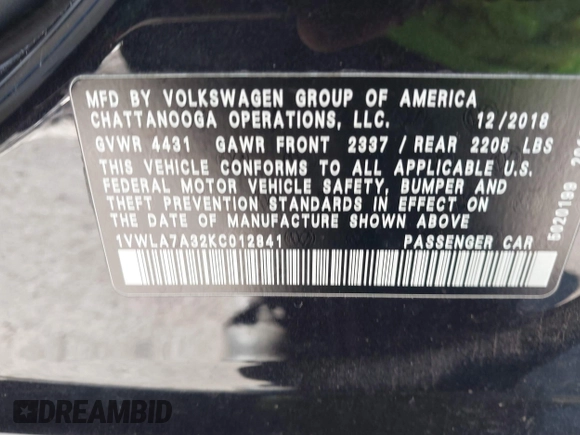 MFD BY VOLKSWAGEN GROUP OF AMERICA
CHATTANOOGA OPERATIONS, LLC. 12/2018
GVWR 4431 GAWR FRONT 2337 / REAR 2205 LBS
THIS VEHICLE CONFORMS TO ALL APPLICABLE U.S.
FEDERAL MOTOR VEHICLE SAFETY, BUMPER AND
THEFT PREVENTION STANDARDS IN EFFECT ON
THE DATE OF MANUFACTURE SHOWN ABOVE
1VWLA7A32KC012841 PASSENGER CAR
5020199
DREAMBID